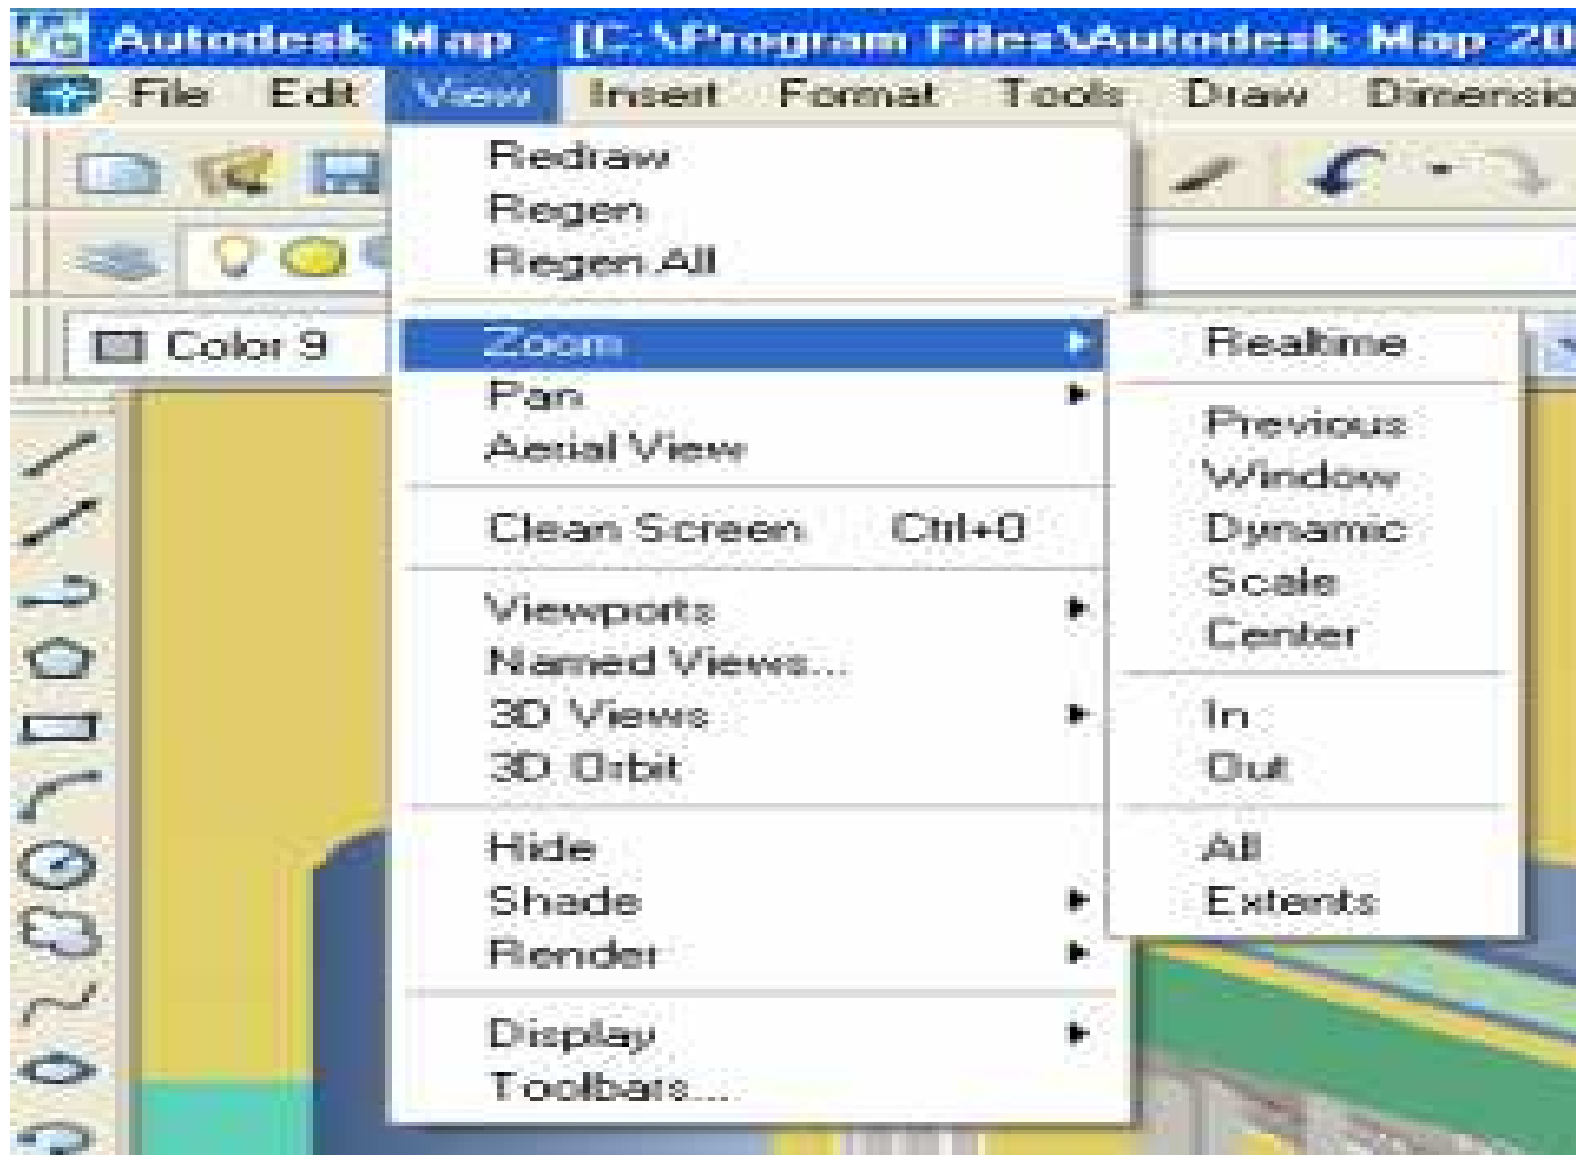 Autodesk Map - [C:\Program Files\Autodesk Map 20
File Edit View Insert Format Tools Draw Dimensio
Redraw
Regen
Regen All
Color 9
Zoom
Realtime
Pan
Previous
Aerial View
Window
Clean Screen Ctrl+0
Dynamic
Scale
Viewports
Center
Named Views...
3D Views
In
3D Orbit
Out
Hide
All
Shade
Extents
Render
Display
Toolbars...